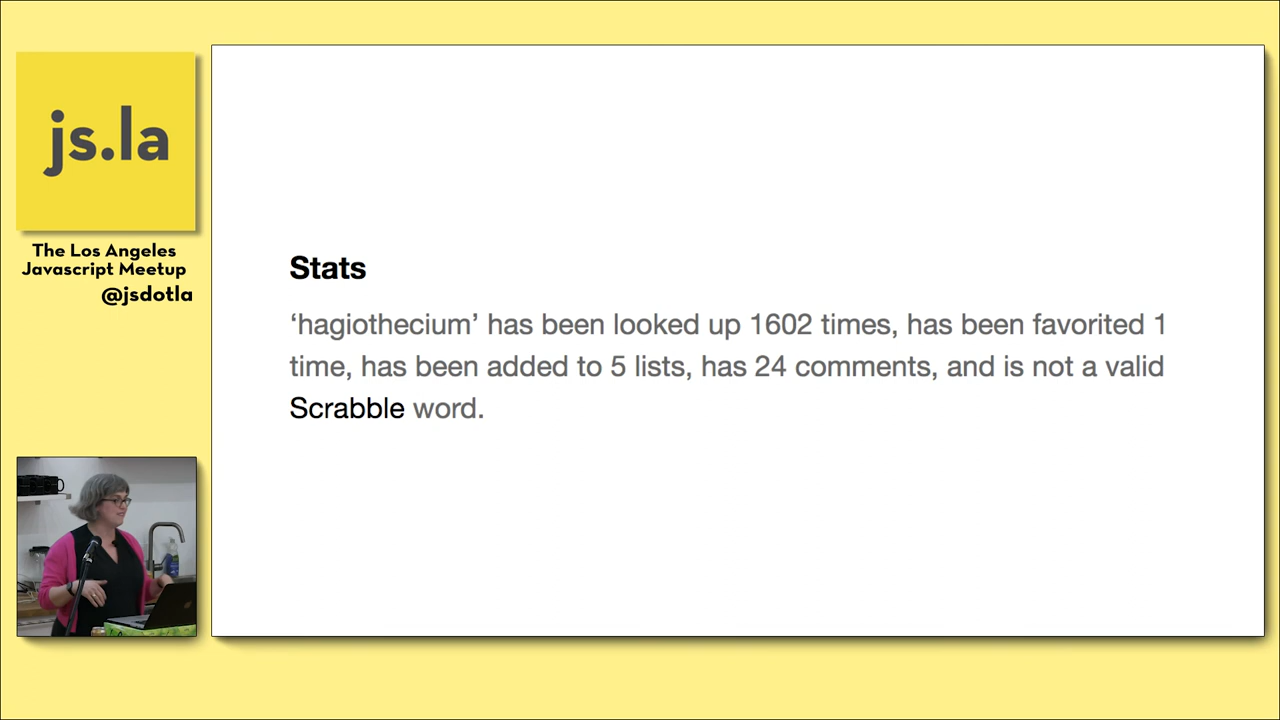 js.la
The Los Angeles
Javascript Meetup
@jsdotla
Stats
‘hagiothecium’ has been looked up 1602 times, has been favorited 1
time, has been added to 5 lists, has 24 comments, and is not a valid
Scrabble word.